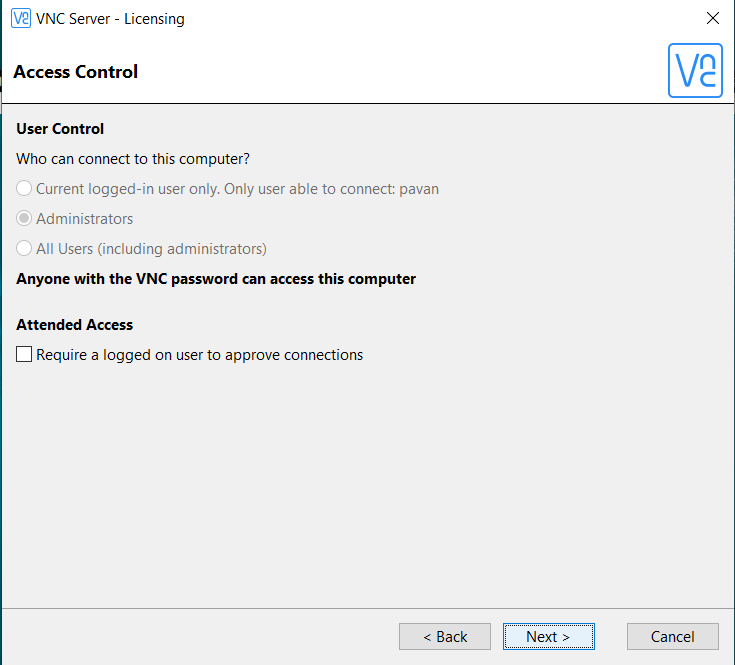 VNC Server - Licensing
Access Control
User Control
Who can connect to this computer?
Current logged-in user only. Only user able to connect: pavan
Administrators
All Users (including administrators)
Anyone with the VNC password can access this computer
Attended Access
Require a logged on user to approve connections
< Back
Next >
Cancel